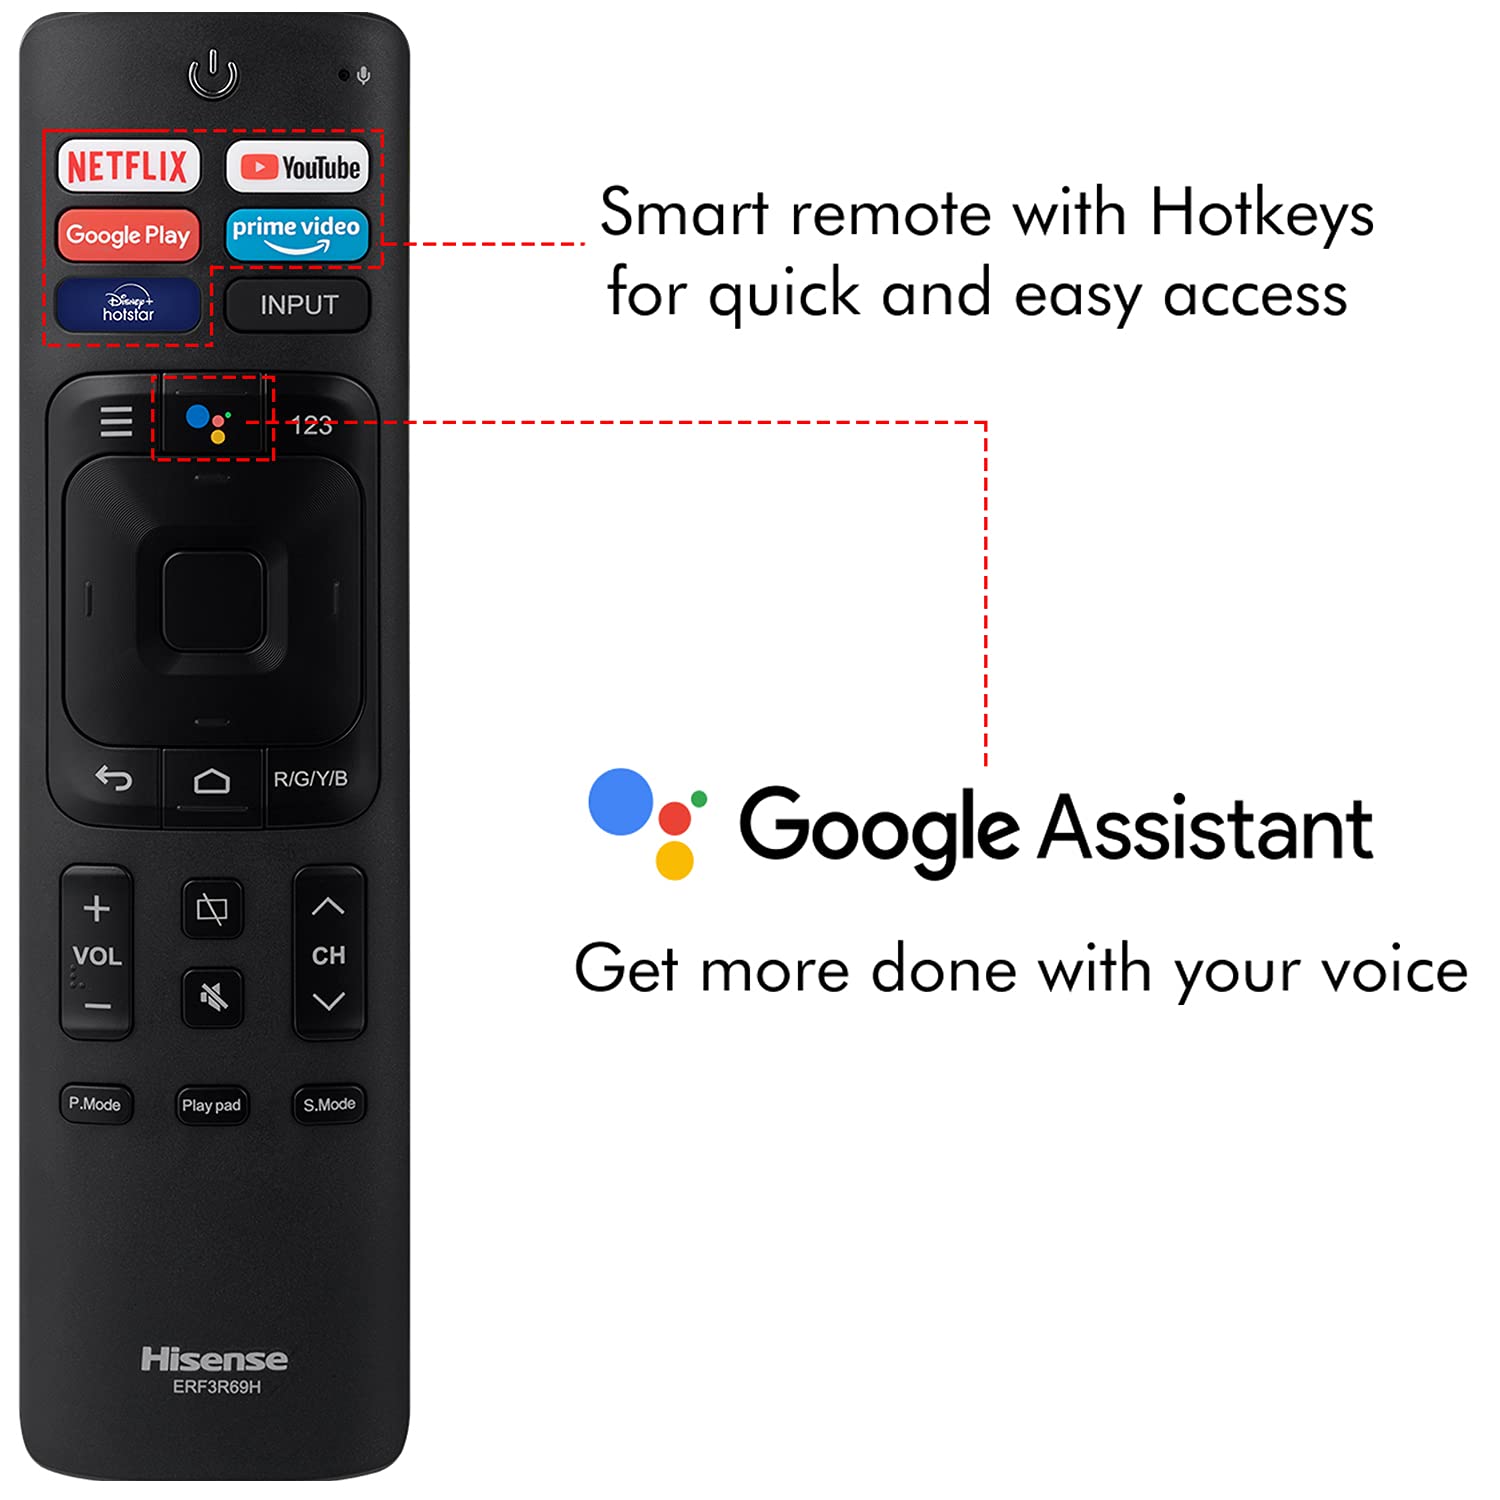 NETFLIX
YouTube
Google Play
prime video
Disney+
hotstar
INPUT
123
R/G/Y/B
VOL
CH
P.Mode
Play pad
S.Mode
Hisense
ERF3R69H
Smart remote with Hotkeys
for quick and easy access
Google Assistant
Get more done with your voice